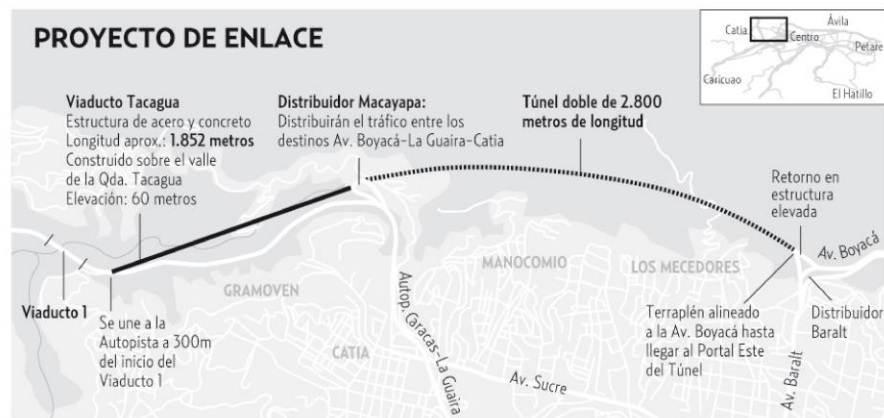 PROYECTO DE ENLACE
Catia
Ávila
Centro
Petare
Caricuao
El Hatillo
Viaducto Tacagua
Estructura de acero y concreto
Longitud aprox.: 1.852 metros
Construido sobre el valle
de la Qda. Tacagua
Elevación: 60 metros
Distribuidor Macayapa:
Distribuirán el tráfico entre los
destinos Av. Boyacá-La Guaira-Catia
Túnel doble de 2.800
metros de longitud
Retorno en
estructura
elevada
Av. Boyacá
Viaducto 1
Se une a la
Autopista a 300m
del inicio del
Viaducto 1
GRAMOVEN
CATIA
Autop. Caracas-La Guaira
MANOCOMIO
LOS MECEDORES
Av. Sucre
Terraplén alineado
a la Av. Boyacá hasta
llegar al Portal Este
del Túnel
Distribuidor
Baralt
Av. Baralt